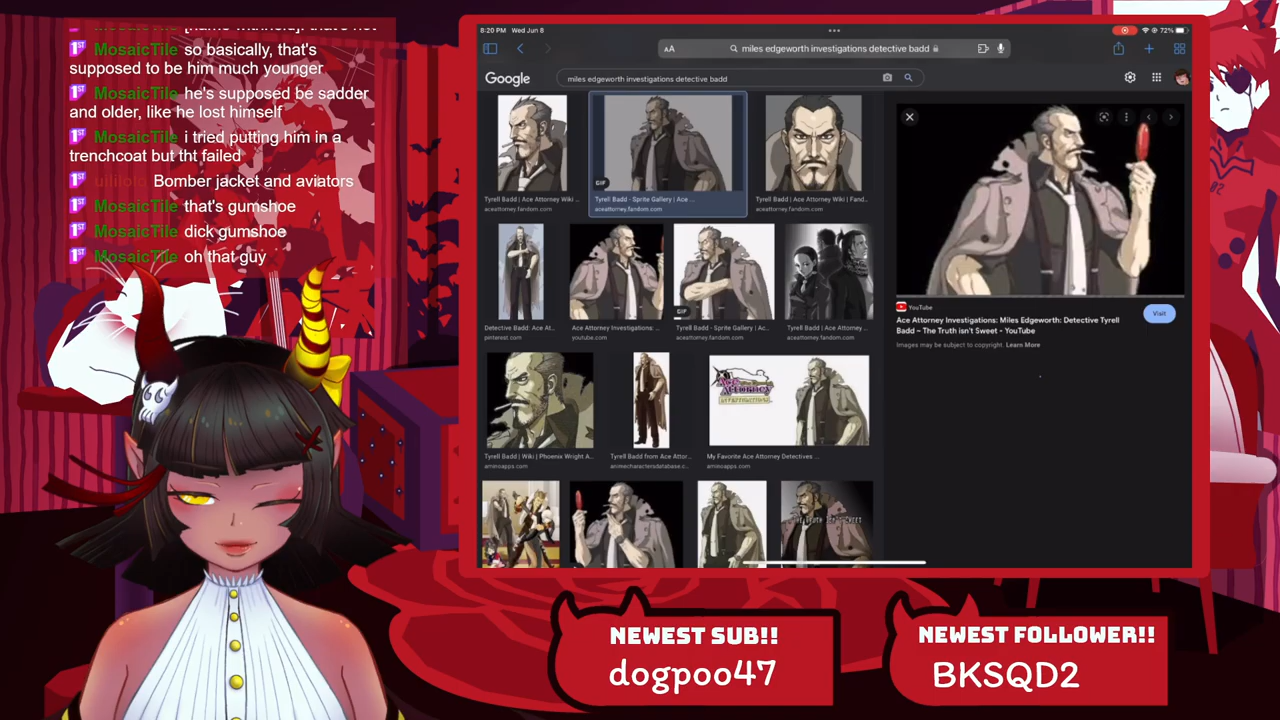 MosaicTile so basically, that's
supposed to be him much younger
MosaicTile he's supposed be sadder
and older, like he lost himself
MosaicTile i tried putting him in a
trenchcoat but tht failed
uililolo Bomber jacket and aviators
MosaicTile that's gumshoe
MosaicTile dick gumshoe
MosaicTile oh that guy
8:20 PM Wed Jun 8
72%
AA miles edgeworth investigations detective badd
Google
miles edgeworth investigations detective badd
GIF
Tyrell Badd | Ace Attorney Wiki ...
aceattorney.fandom.com
Tyrell Badd - Sprite Gallery | Ace ...
aceattorney.fandom.com
Tyrell Badd | Ace Attorney Wiki | Fand...
aceattorney.fandom.com
GIF
Detective Badd: Ace At...
pinterest.com
Ace Attorney Investigations: ...
youtube.com
Tyrell Badd - Sprite Gallery | Ac...
aceattorney.fandom.com
Tyrell Badd | Ace Attorney ...
aceattorney.fandom.com
Ace Attorney
Tyrell Badd | Wiki | Phoenix Wright A...
aminoapps.com
Tyrell Badd from Ace Attor...
animecharactersdatabase.c...
My Favorite Ace Attorney Detectives ...
aminoapps.com
YouTube
Ace Attorney Investigations: Miles Edgeworth: Detective Tyrell
Badd ~ The Truth isn't Sweet - YouTube
Images may be subject to copyright. Learn More
Visit
NEWEST SUB!!
dogpoo47
NEWEST FOLLOWER!!
BKSQD2